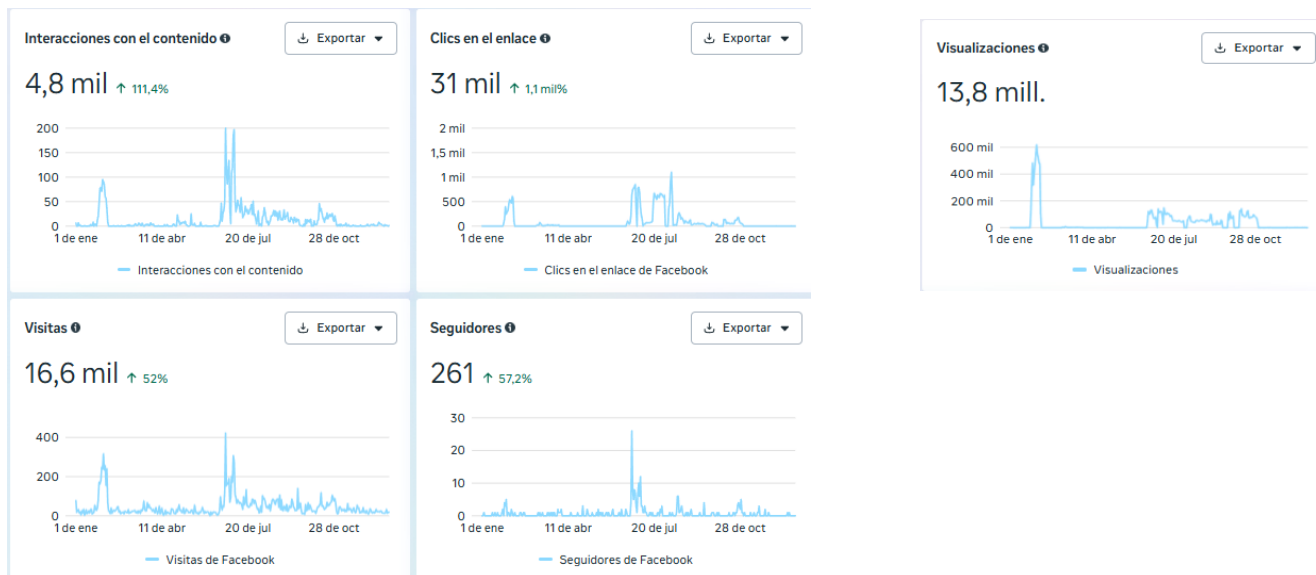 Interacciones con el contenido
Exportar
4,8 mil ↑ 111,4%
200
150
100
50
0
1 de ene 11 de abr 20 de jul 28 de oct
Interacciones con el contenido
Clics en el enlace
Exportar
31 mil ↑ 1,1 mil%
2 mil
1,5 mil
1 mil
500
0
1 de ene 11 de abr 20 de jul 28 de oct
Clics en el enlace de Facebook
Visualizaciones
Exportar
13,8 mill.
600 mil
400 mil
200 mil
0
1 de ene 11 de abr 20 de jul 28 de oct
Visualizaciones
Visitas
Exportar
16,6 mil ↑ 52%
400
200
0
1 de ene 11 de abr 20 de jul 28 de oct
Visitas de Facebook
Seguidores
Exportar
261 ↑ 57,2%
30
20
10
0
1 de ene 11 de abr 20 de jul 28 de oct
Seguidores de Facebook